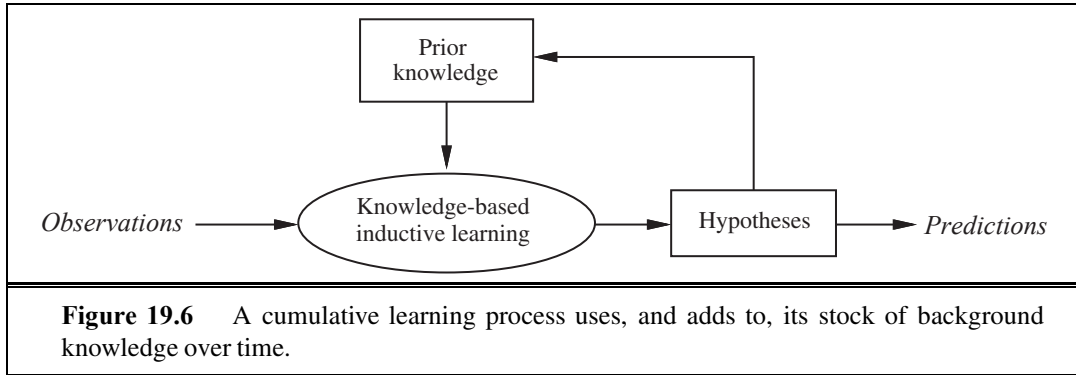 Prior
knowledge
Observations
Knowledge-based
inductive learning
Hypotheses
Predictions
Figure 19.6 A cumulative learning process uses, and adds to, its stock of background
knowledge over time.